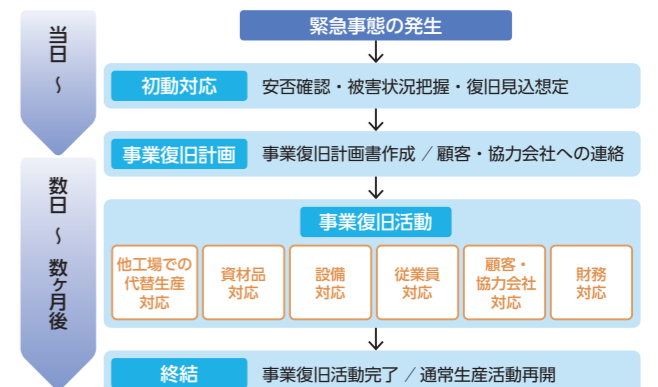 当日
～
数日
～
数ヶ月後
緊急事態の発生
初動対応
安否確認・被害状況把握・復旧見込想定
事業復旧計画
事業復旧計画書作成 / 顧客・協力会社への連絡
事業復旧活動
他工場での
代替生産
対応
資材品
対応
設備
対応
従業員
対応
顧客・
協力会社
対応
財務
対応
終結
事業復旧活動完了 / 通常生産活動再開